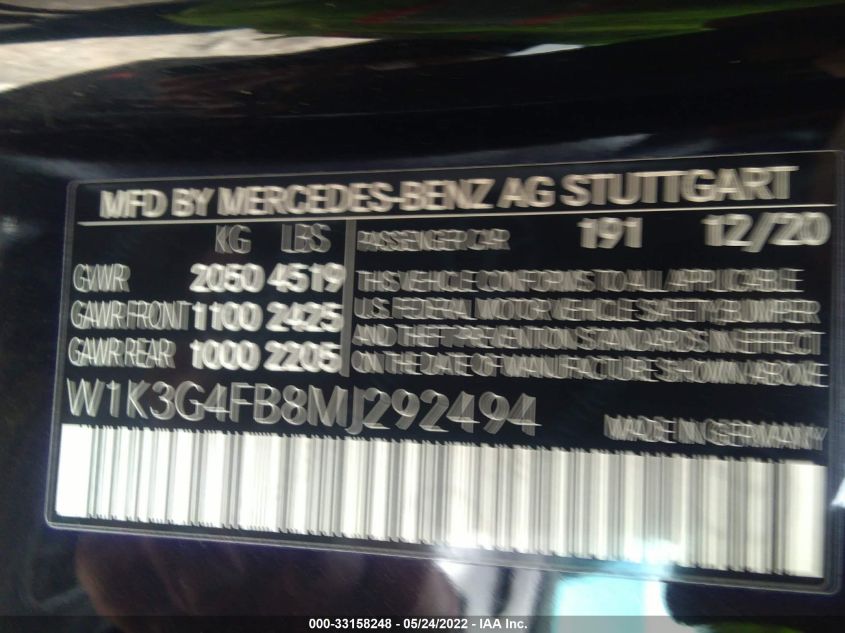 MFD BY MERCEDES-BENZ AG STUTTGART
KG LBS
GVWR 2050 4519
GAWR FRONT 1100 2425
GAWR REAR 1000 2205
PASSENGER CAR 191 12/20
THIS VEHICLE CONFORMS TO ALL APPLICABLE
U.S. FEDERAL MOTOR VEHICLE SAFETY, BUMPER
AND THEFT PREVENTION STANDARDS IN EFFECT
ON THE DATE OF MANUFACTURE SHOWN ABOVE
W1K3G4FB8MJ292494
MADE IN GERMANY
000-33158248 - 05/24/2022 - IAA Inc.